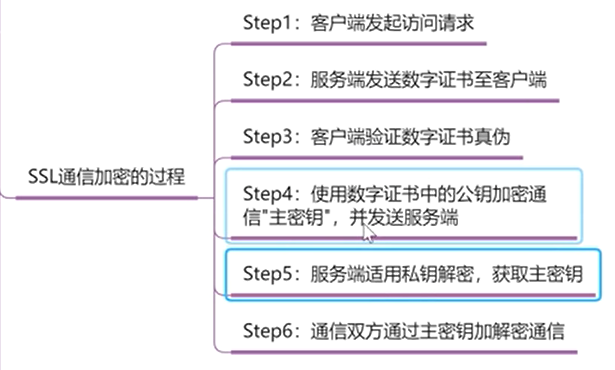 Step1：客户端发起访问请求
Step2：服务端发送数字证书至客户端
Step3：客户端验证数字证书真伪
SSL通信加密的过程
Step4：使用数字证书中的公钥加密通
信"主密钥"，并发送服务端
Step5：服务端适用私钥解密，获取主密钥
Step6：通信双方通过主密钥加解密通信